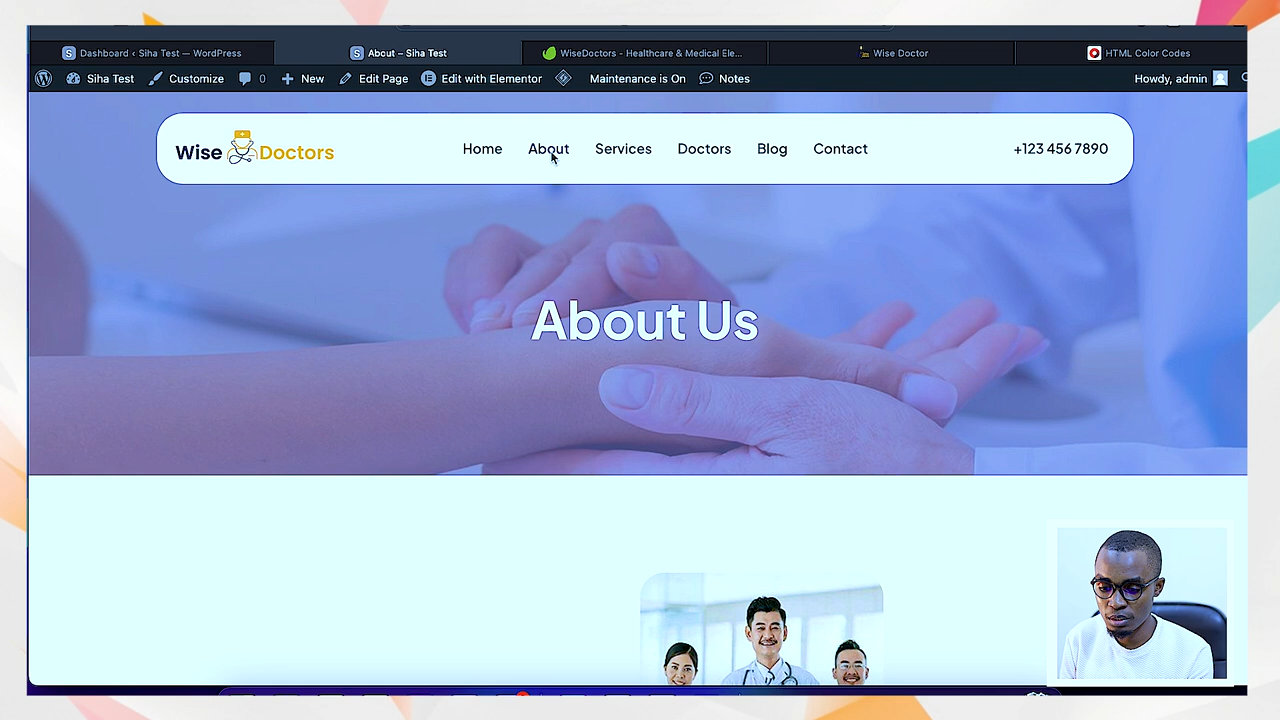 Dashboard ‹ Siha Test — WordPress
About – Siha Test
WiseDoctors - Healthcare & Medical Ele...
Wise Doctor
HTML Color Codes
Siha Test
Customize
0
New
Edit Page
Edit with Elementor
Maintenance is On
Notes
Howdy, admin
Wise Doctors
Home
About
Services
Doctors
Blog
Contact
+123 456 7890
About Us